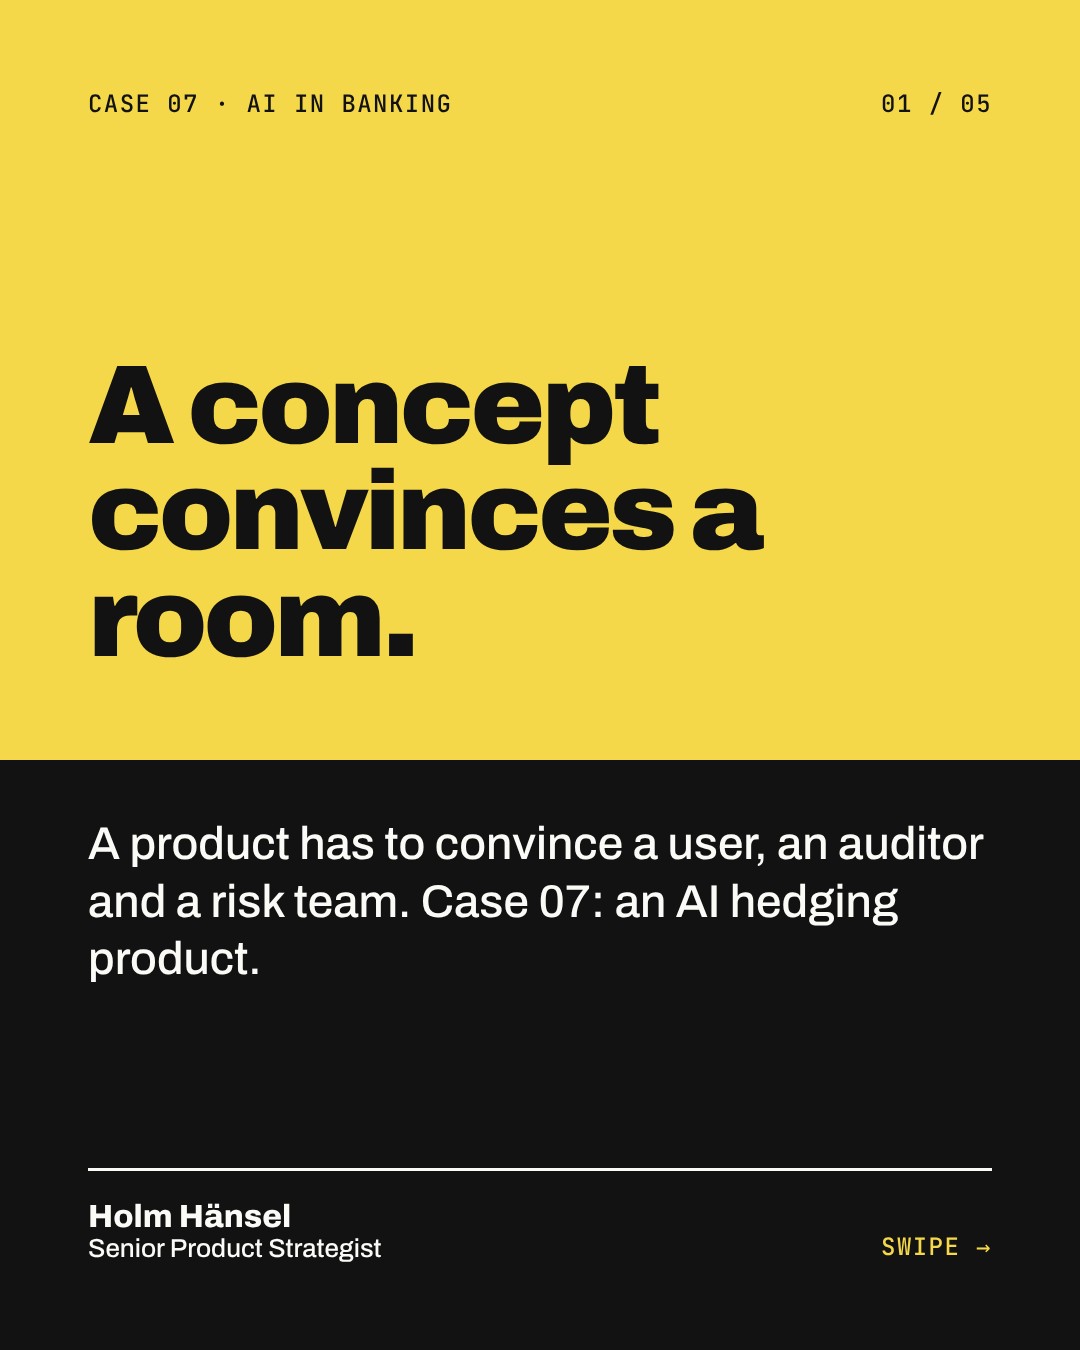 CASE 07 · AI IN BANKING
01 / 05
A concept
convinces a
room.
A product has to convince a user, an auditor
and a risk team. Case 07: an AI hedging
product.
Holm Hänsel
Senior Product Strategist
SWIPE →